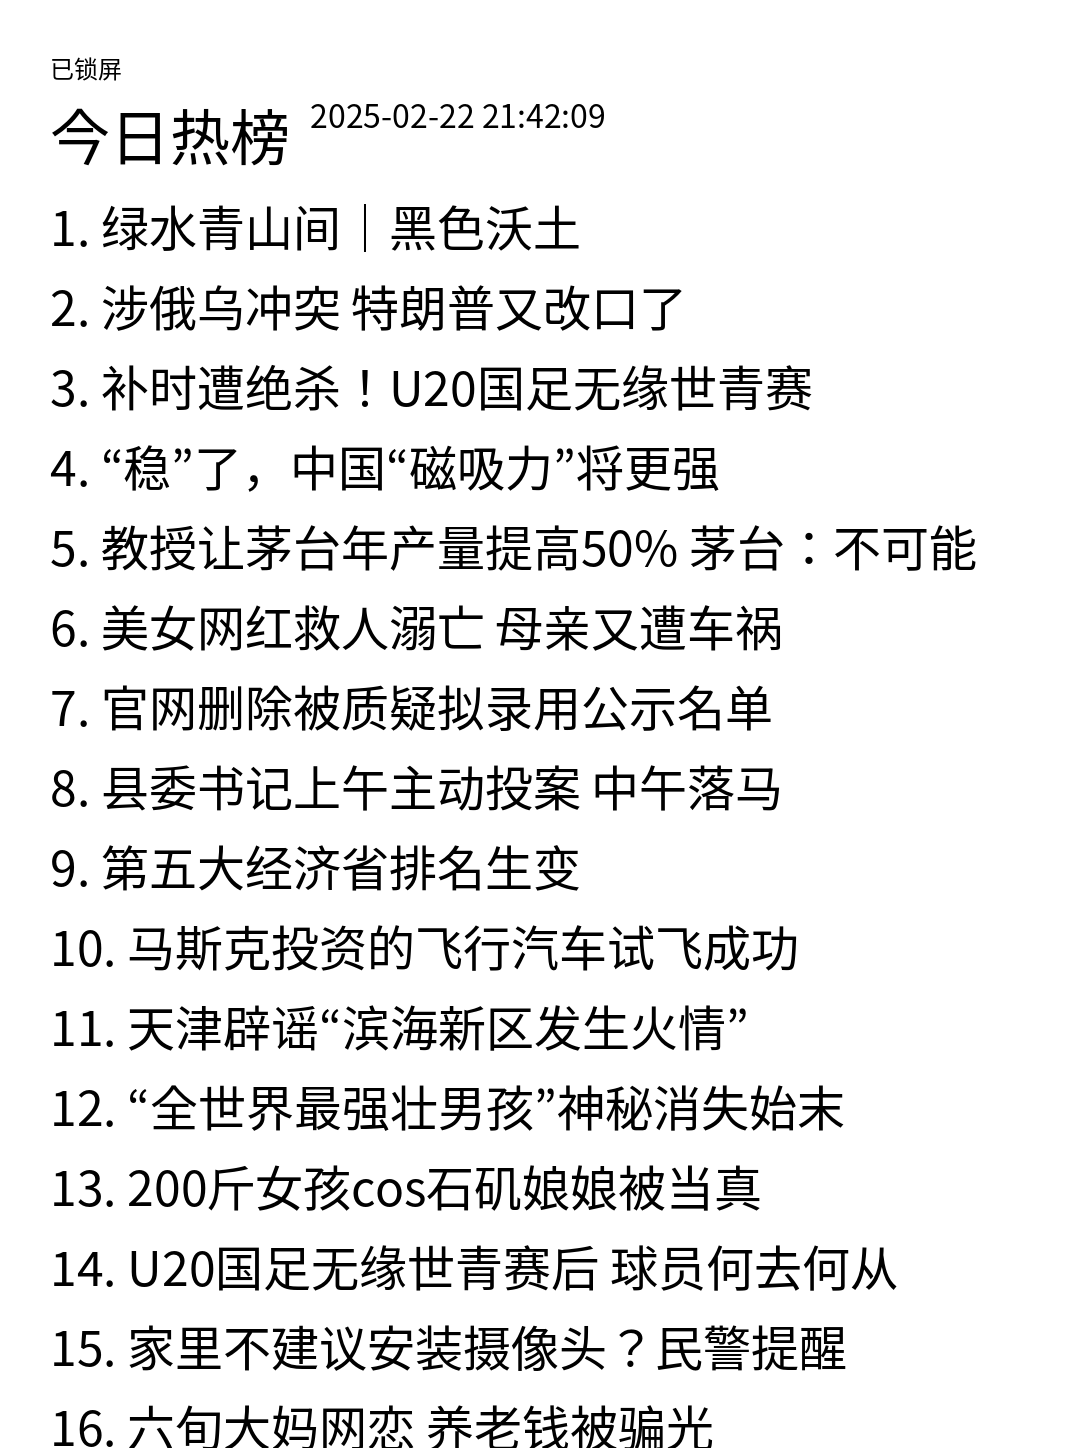 已锁屏
今日热榜 2025-02-22 21:42:09
1. 绿水青山间｜黑色沃土
2. 涉俄乌冲突 特朗普又改口了
3. 补时遭绝杀！U20国足无缘世青赛
4. “稳”了，中国“磁吸力”将更强
5. 教授让茅台年产量提高50% 茅台：不可能
6. 美女网红救人溺亡 母亲又遭车祸
7. 官网删除被质疑拟录用公示名单
8. 县委书记上午主动投案 中午落马
9. 第五大经济省排名生变
10. 马斯克投资的飞行汽车试飞成功
11. 天津辟谣“滨海新区发生火情”
12. “全世界最强壮男孩”神秘消失始末
13. 200斤女孩cos石矶娘娘被当真
14. U20国足无缘世青赛后 球员何去何从
15. 家里不建议安装摄像头？民警提醒
16. 六旬大妈网恋 养老钱被骗光